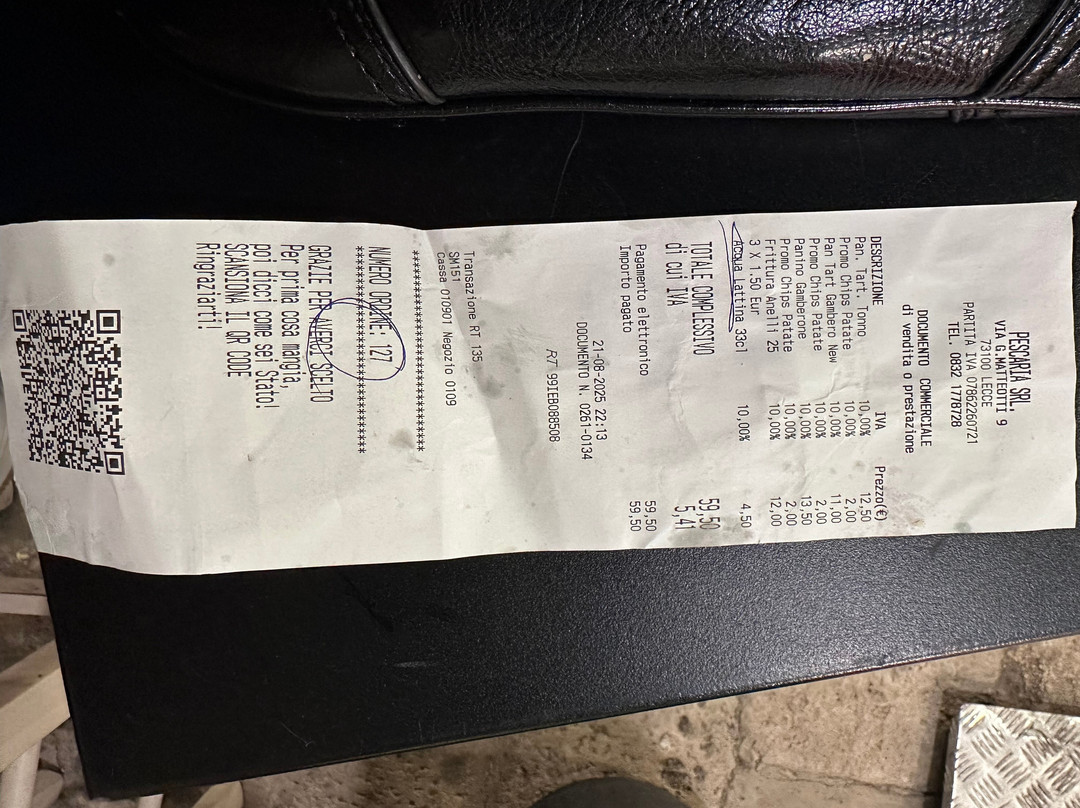 PESCARIA SRL.
VIA G.MATTEOTTI 9
73100 LECCE
PARTITA IVA 07862260721
TEL. 0832 1778728
DOCUMENTO COMMERCIALE
di vendita o prestazione
DESCRIZIONE IVA Prezzo(€)
Pan. Tart. Tonno 10,00% 12,50
Promo Chips Patate 10,00% 2,00
Pan Tart Gambero New 10,00% 11,00
Promo Chips Patate 10,00% 2,00
Panino Gamberone 10,00% 13,50
Promo Chips Patate 10,00% 2,00
Frittura Anelli 25 10,00% 12,00
3 X 1.50 Eur
Acqua Lattina 33cl 10,00% 4,50
TOTALE COMPLESSIVO 59,50
di cui IVA 5,41
Pagamento elettronico 59,50
Importo pagato 59,50
21-08-2025 22:13
DOCUMENTO N. 0261-0134
RT 99IEB088508
Transazione RT 135
SM151
Cassa 010901 Negozio 0109
******************************
NUMERO ORDINE: 127
******************************
GRAZIE PER AVERCI SCELTO
Per prima cosa mangia,
poi dicci come sei Stato!
SCANSIONA IL QR CODE
Ringraziarti!